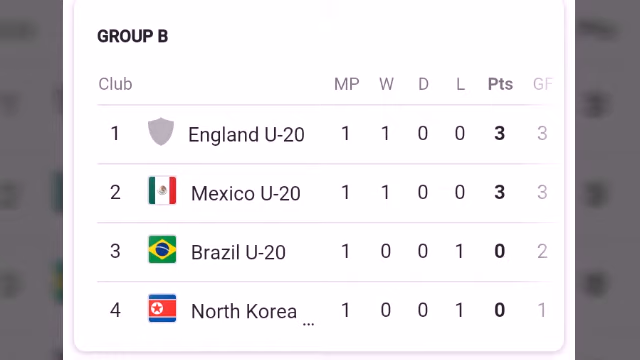 GROUP B
Club MP W D L Pts GF
1 England U-20 1 1 0 0 3 3
2 Mexico U-20 1 1 0 0 3 3
3 Brazil U-20 1 0 0 1 0 2
4 North Korea ... 1 0 0 1 0 1